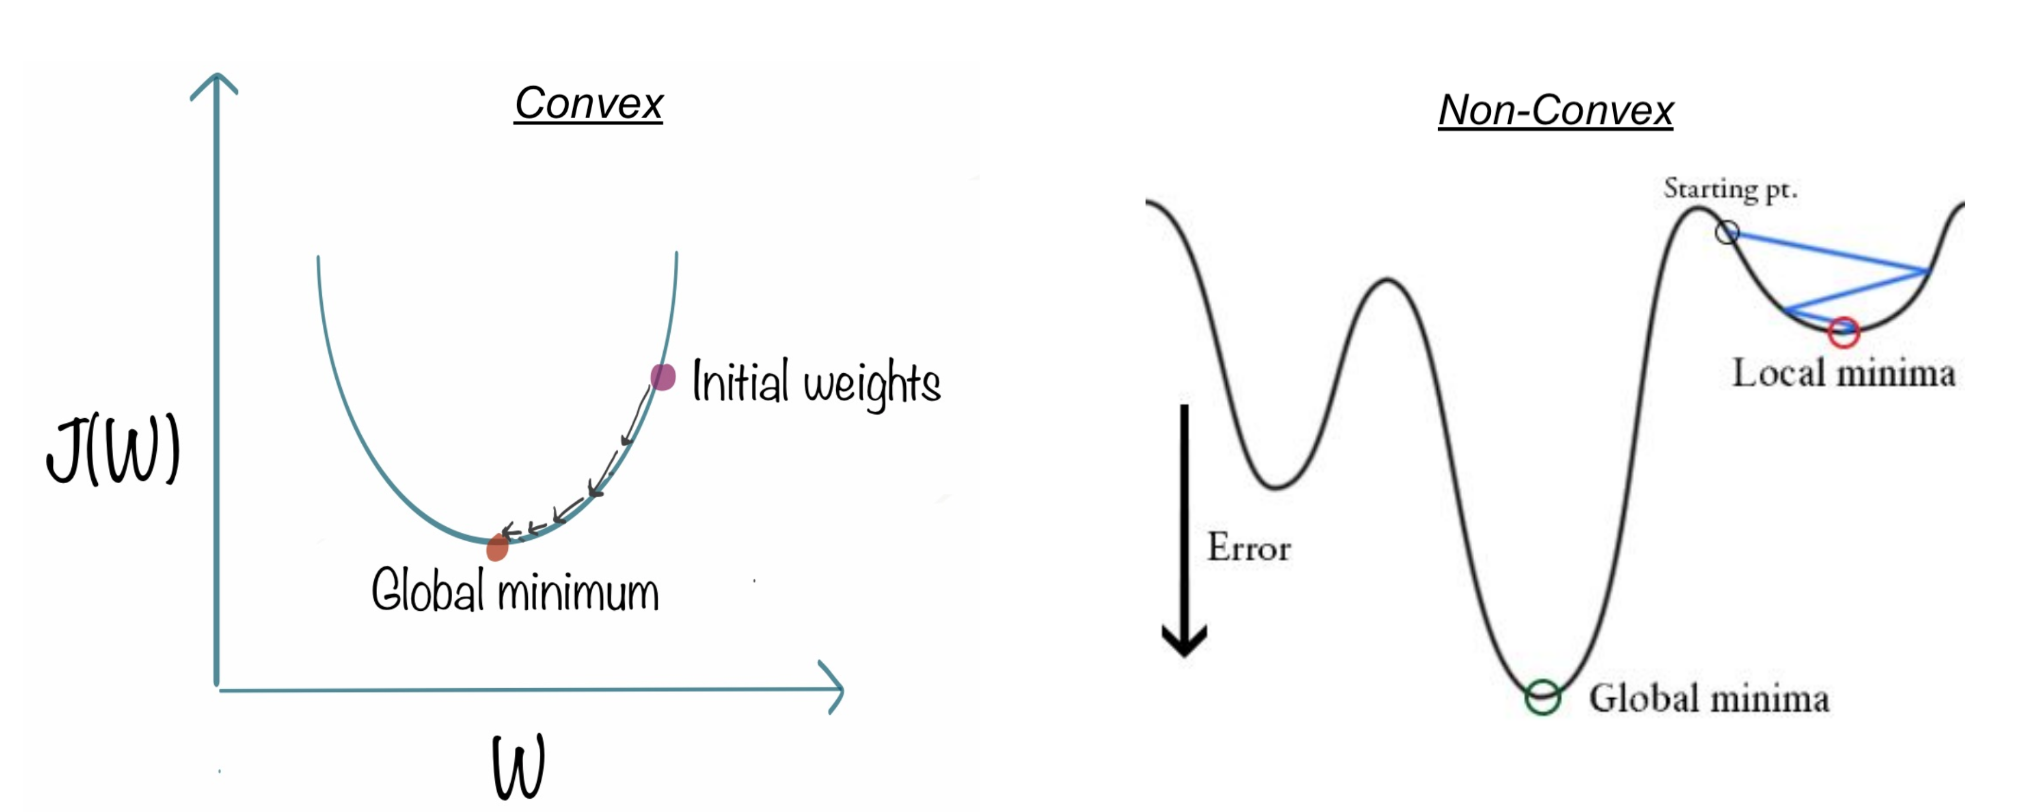 Convex
J(W)
Initial weights
Global minimum
W
Non-Convex
Starting pt.
Local minima
Error
Global minima